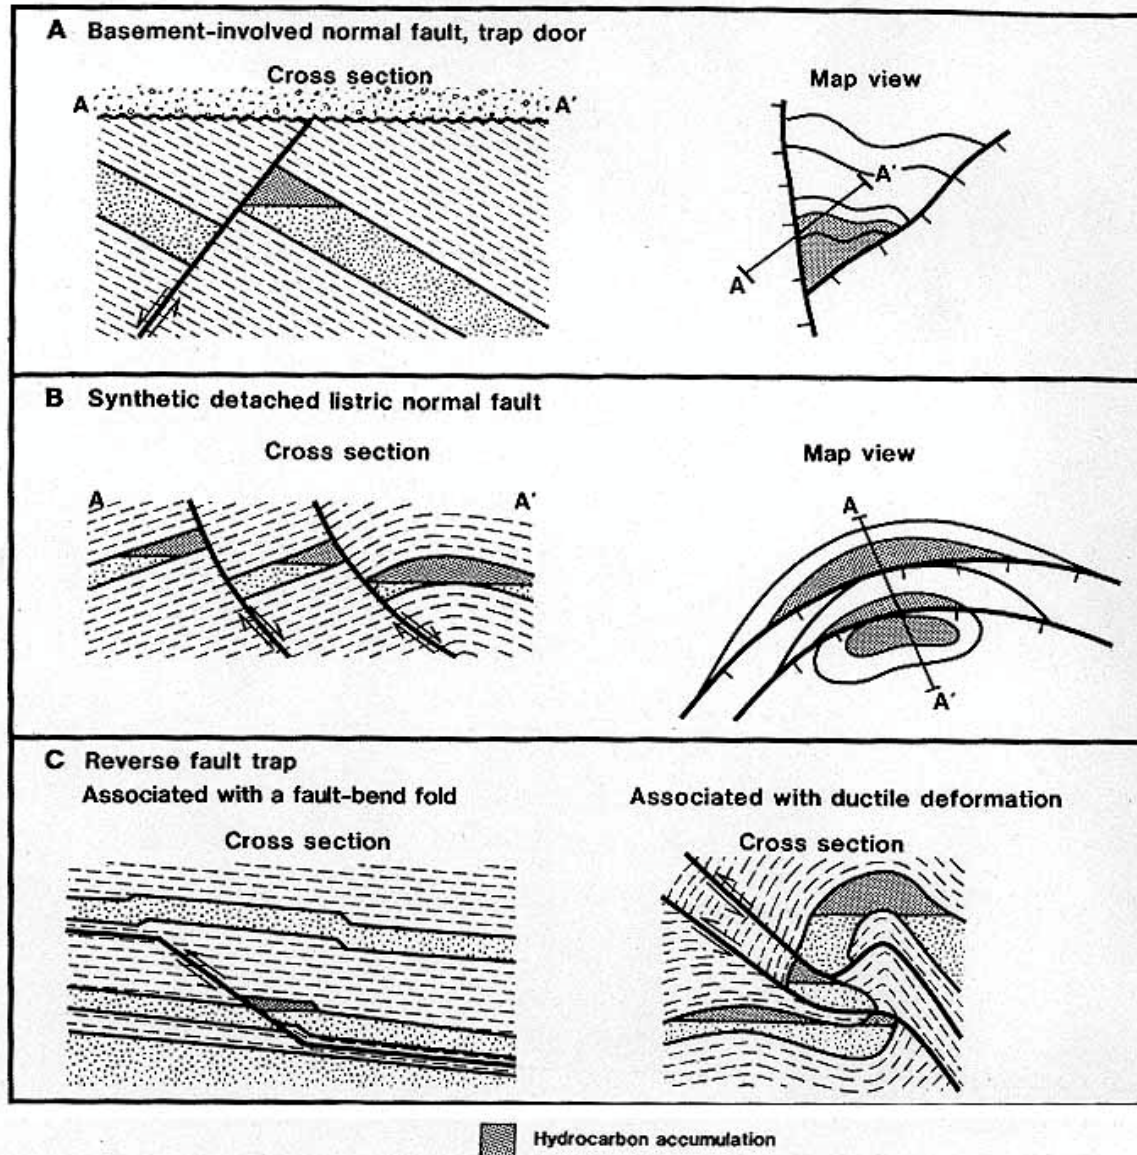 A Basement-involved normal fault, trap door
Cross section
Map view
A
A'
A'
A
B Synthetic detached listric normal fault
Cross section
Map view
A
A'
A
A'
C Reverse fault trap
Associated with a fault-bend fold
Associated with ductile deformation
Cross section
Cross section
Hydrocarbon accumulation